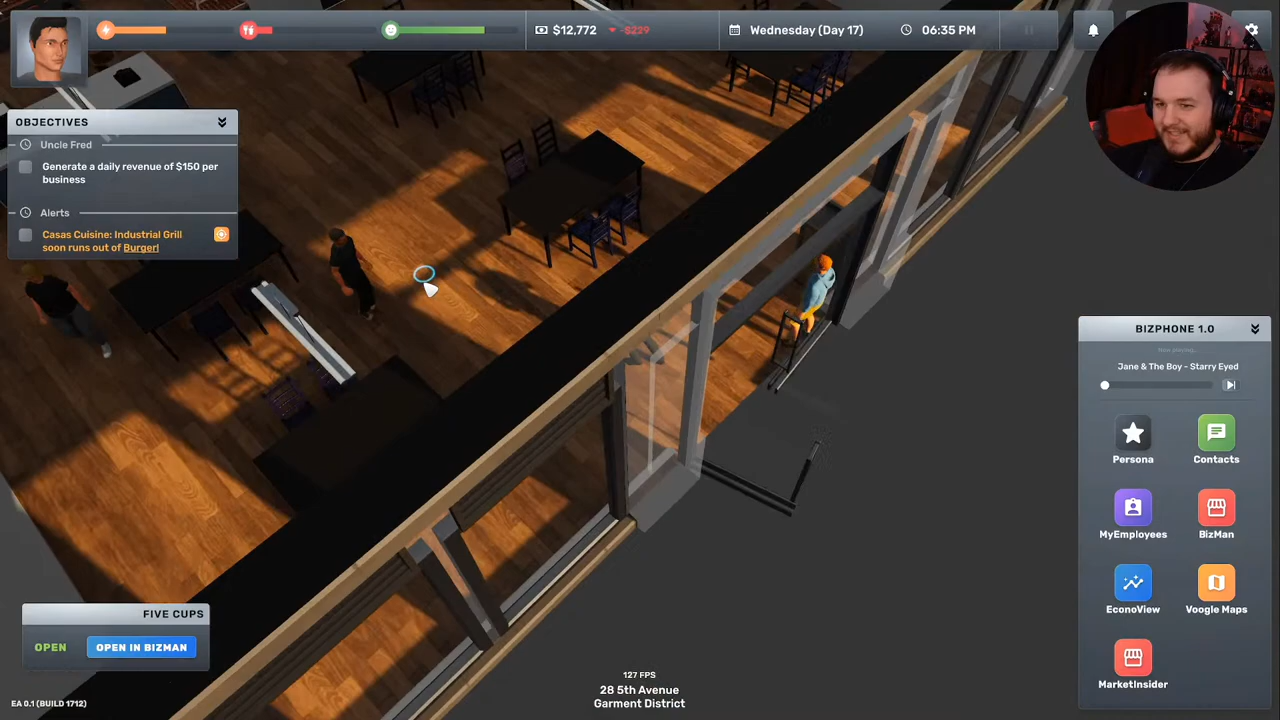 $12,772
-$229
Wednesday (Day 17)
06:35 PM
OBJECTIVES
Uncle Fred
Generate a daily revenue of $150 per
business
Alerts
Casas Cuisine: Industrial Grill
soon runs out of Burger!
BIZPHONE 1.0
Now playing...
Jane & The Boy - Starry Eyed
Persona
Contacts
MyEmployees
BizMan
EconoView
Voogle Maps
MarketInsider
FIVE CUPS
OPEN
OPEN IN BIZMAN
127 FPS
28 5th Avenue
Garment District
EA 0.1 (BUILD 1712)